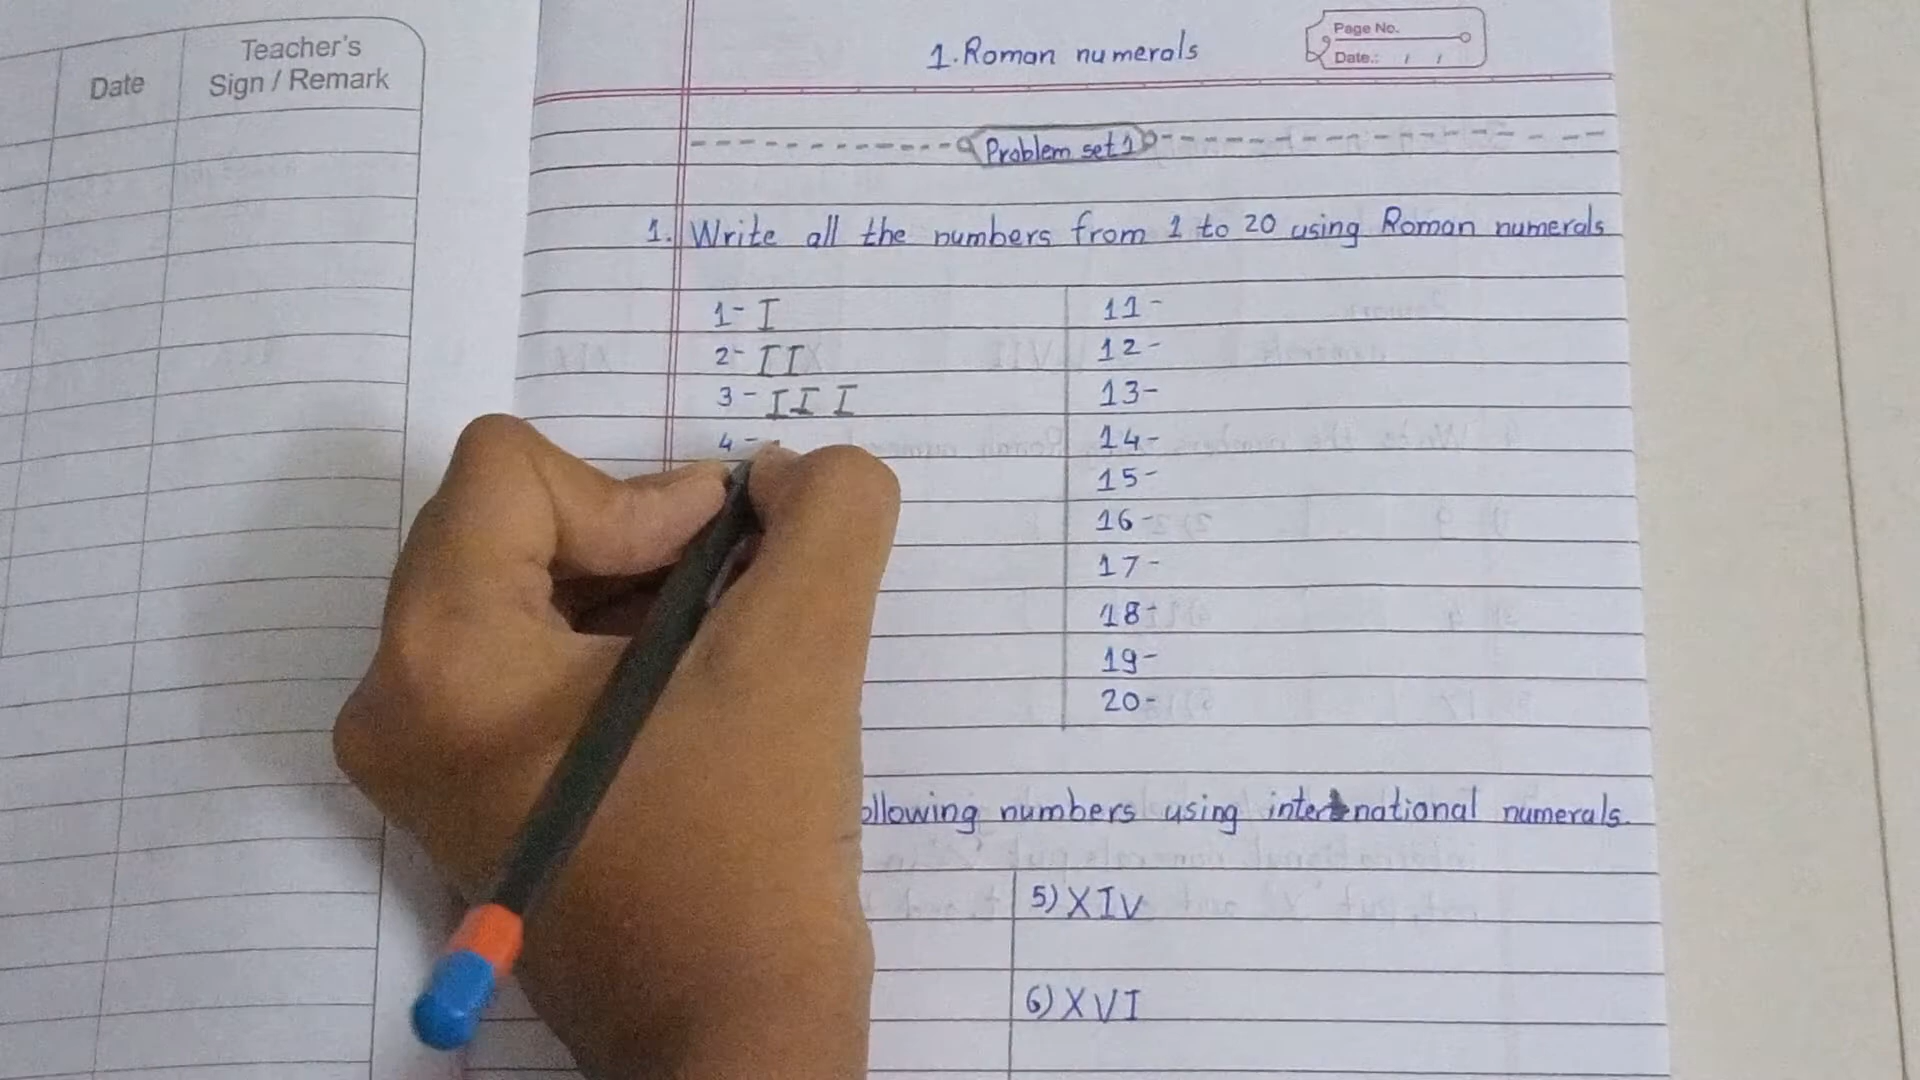 Date
Teacher's
Sign / Remark
1. Roman numerals
Page No.
Date.: / /
Problem set 1
1. Write all the numbers from 1 to 20 using Roman numerals
1- I
2- II
3- III
4-
11-
12-
13-
14-
15-
16-
17-
18-
19-
20-
ollowing numbers using international numerals.
5) XIV
6) XVI